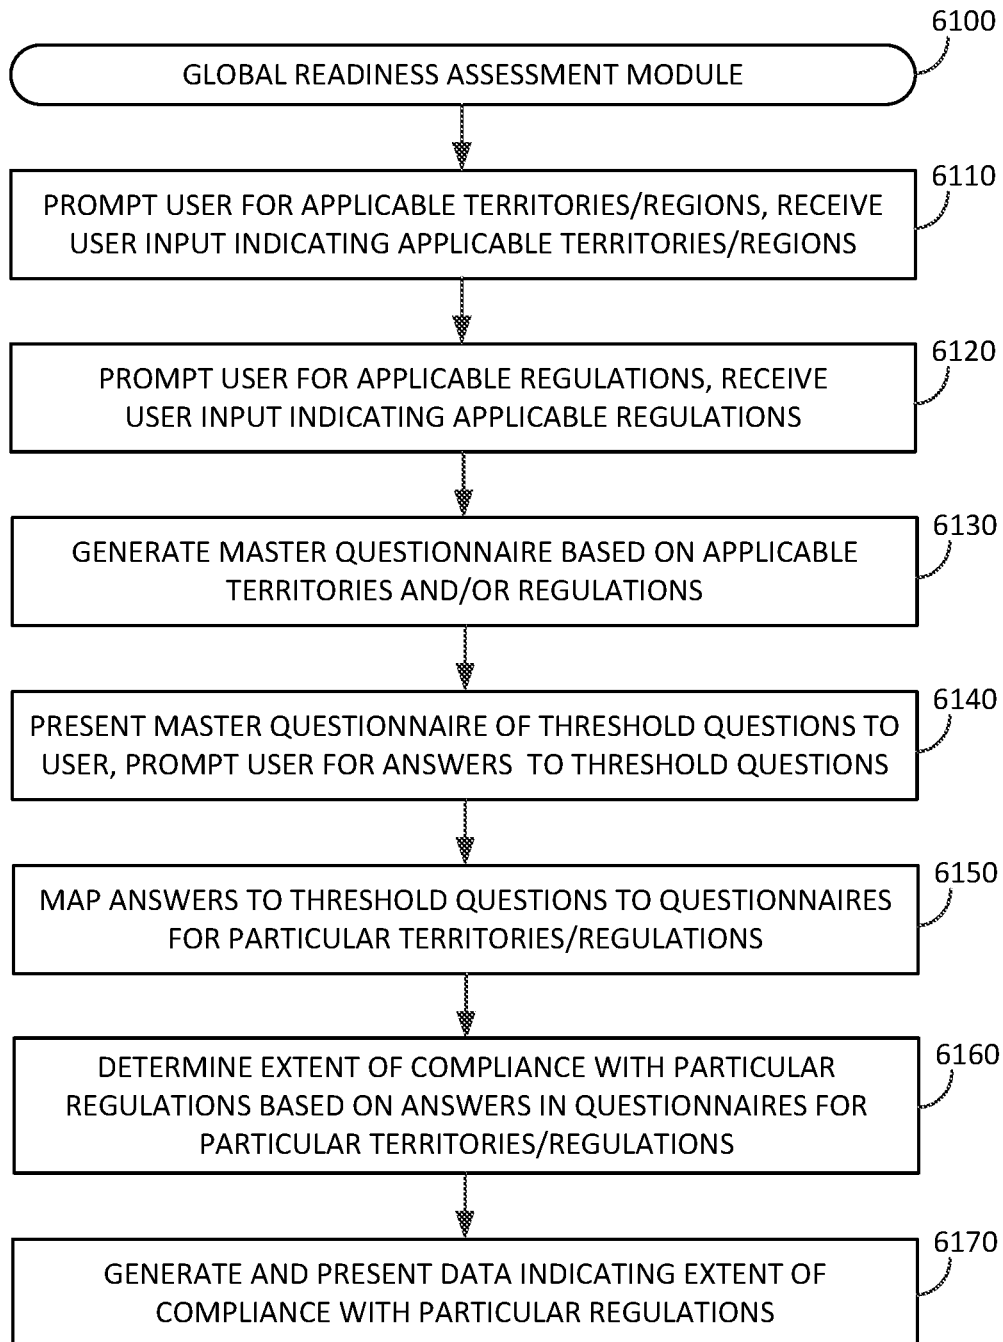 6100
GLOBAL READINESS ASSESSMENT MODULE
6110
PROMPT USER FOR APPLICABLE TERRITORIES/REGIONS, RECEIVE
USER INPUT INDICATING APPLICABLE TERRITORIES/REGIONS
6120
PROMPT USER FOR APPLICABLE REGULATIONS, RECEIVE
USER INPUT INDICATING APPLICABLE REGULATIONS
6130
GENERATE MASTER QUESTIONNAIRE BASED ON APPLICABLE
TERRITORIES AND/OR REGULATIONS
6140
PRESENT MASTER QUESTIONNAIRE OF THRESHOLD QUESTIONS TO
USER, PROMPT USER FOR ANSWERS TO THRESHOLD QUESTIONS
6150
MAP ANSWERS TO THRESHOLD QUESTIONS TO QUESTIONNAIRES
FOR PARTICULAR TERRITORIES/REGULATIONS
6160
DETERMINE EXTENT OF COMPLIANCE WITH PARTICULAR
REGULATIONS BASED ON ANSWERS IN QUESTIONNAIRES FOR
PARTICULAR TERRITORIES/REGULATIONS
6170
GENERATE AND PRESENT DATA INDICATING EXTENT OF
COMPLIANCE WITH PARTICULAR REGULATIONS